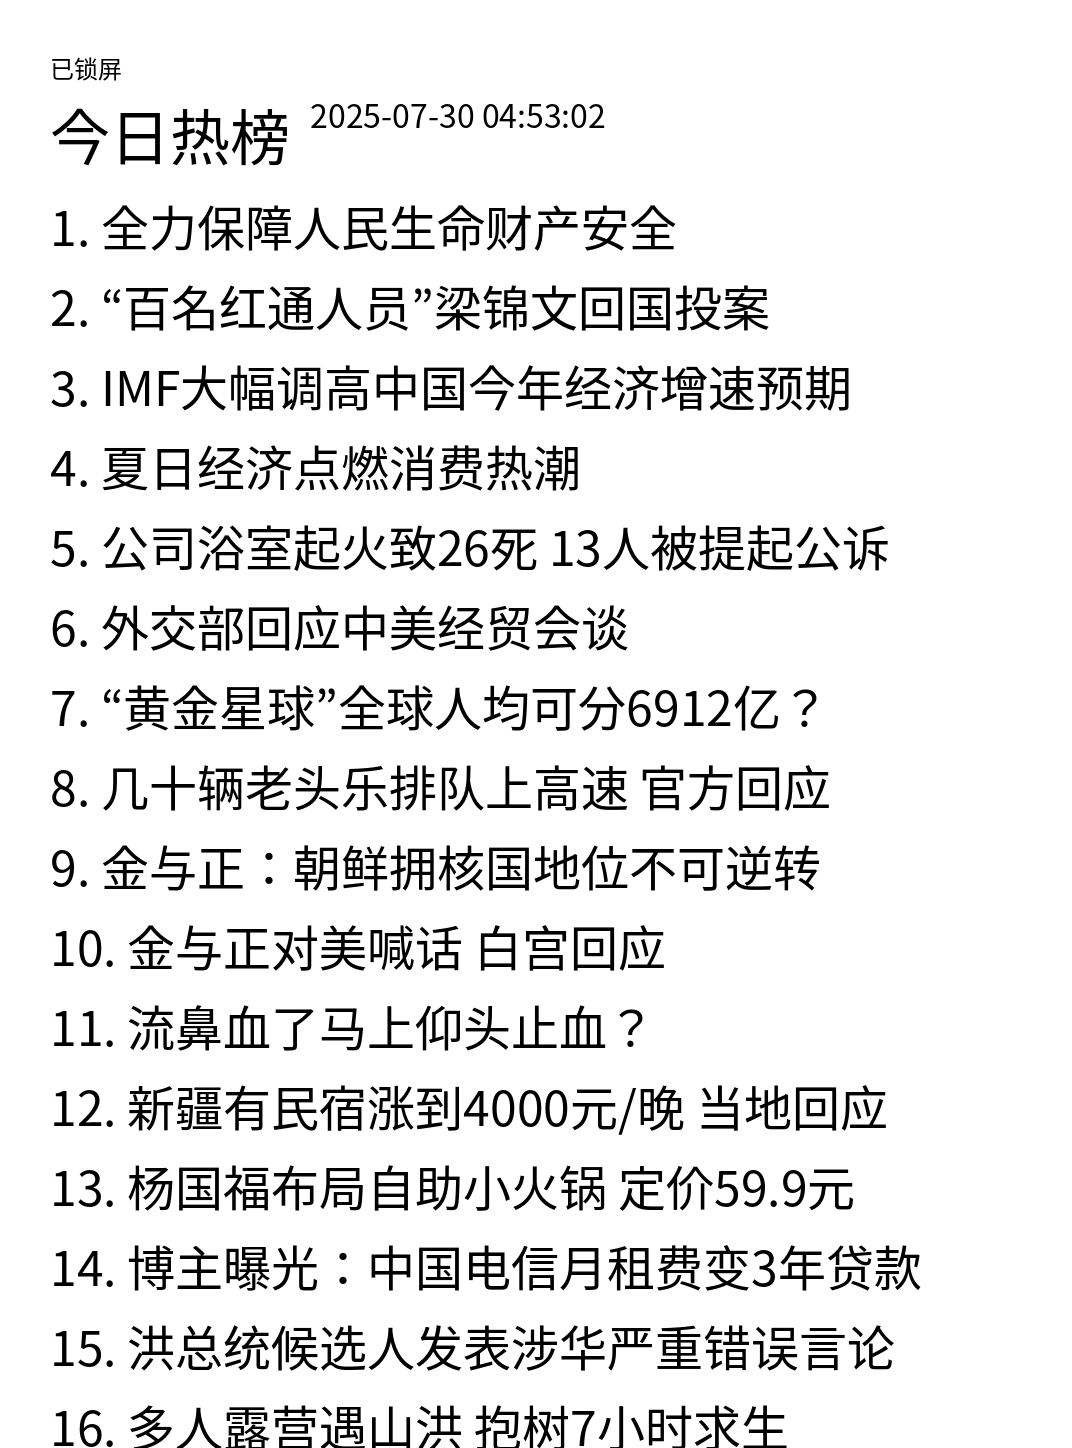 已锁屏
今日热榜 2025-07-30 04:53:02
1. 全力保障人民生命财产安全
2. “百名红通人员”梁锦文回国投案
3. IMF大幅调高中国今年经济增速预期
4. 夏日经济点燃消费热潮
5. 公司浴室起火致26死 13人被提起公诉
6. 外交部回应中美经贸会谈
7. “黄金星球”全球人均可分6912亿？
8. 几十辆老头乐排队上高速 官方回应
9. 金与正：朝鲜拥核国地位不可逆转
10. 金与正对美喊话 白宫回应
11. 流鼻血了马上仰头止血？
12. 新疆有民宿涨到4000元/晚 当地回应
13. 杨国福布局自助小火锅 定价59.9元
14. 博主曝光：中国电信月租费变3年贷款
15. 洪总统候选人发表涉华严重错误言论
16. 多人露营遇山洪 抱树7小时求生